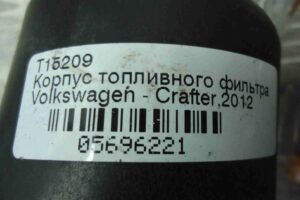 T15209
Корпус топливного фильтра
Volkswagen - Crafter,2012
05696221